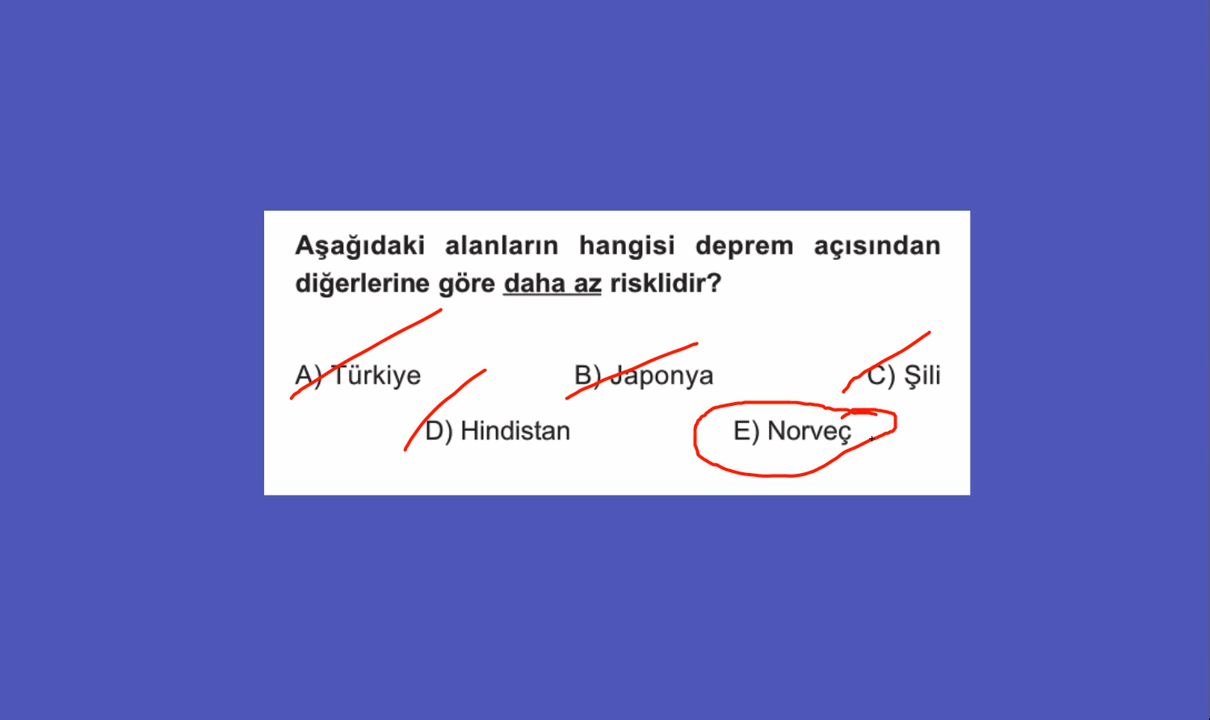 Aşağıdaki alanların hangisi deprem açısından
diğerlerine göre daha az risklidir?
A) Türkiye B) Japonya C) Şili
D) Hindistan E) Norveç